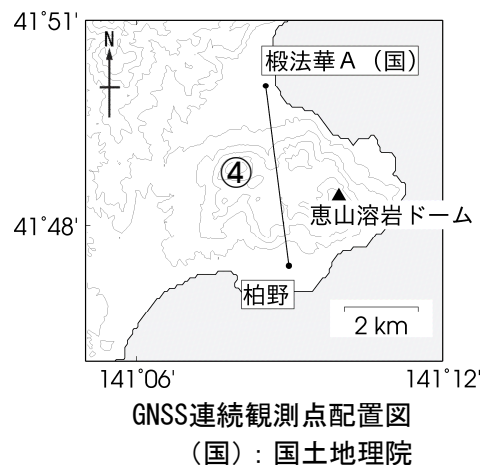 41°51'
N
椴法華A（国）
④
恵山溶岩ドーム
41°48'
柏野
2 km
141°06'
141°12'
GNSS連続観測点配置図
（国）：国土地理院